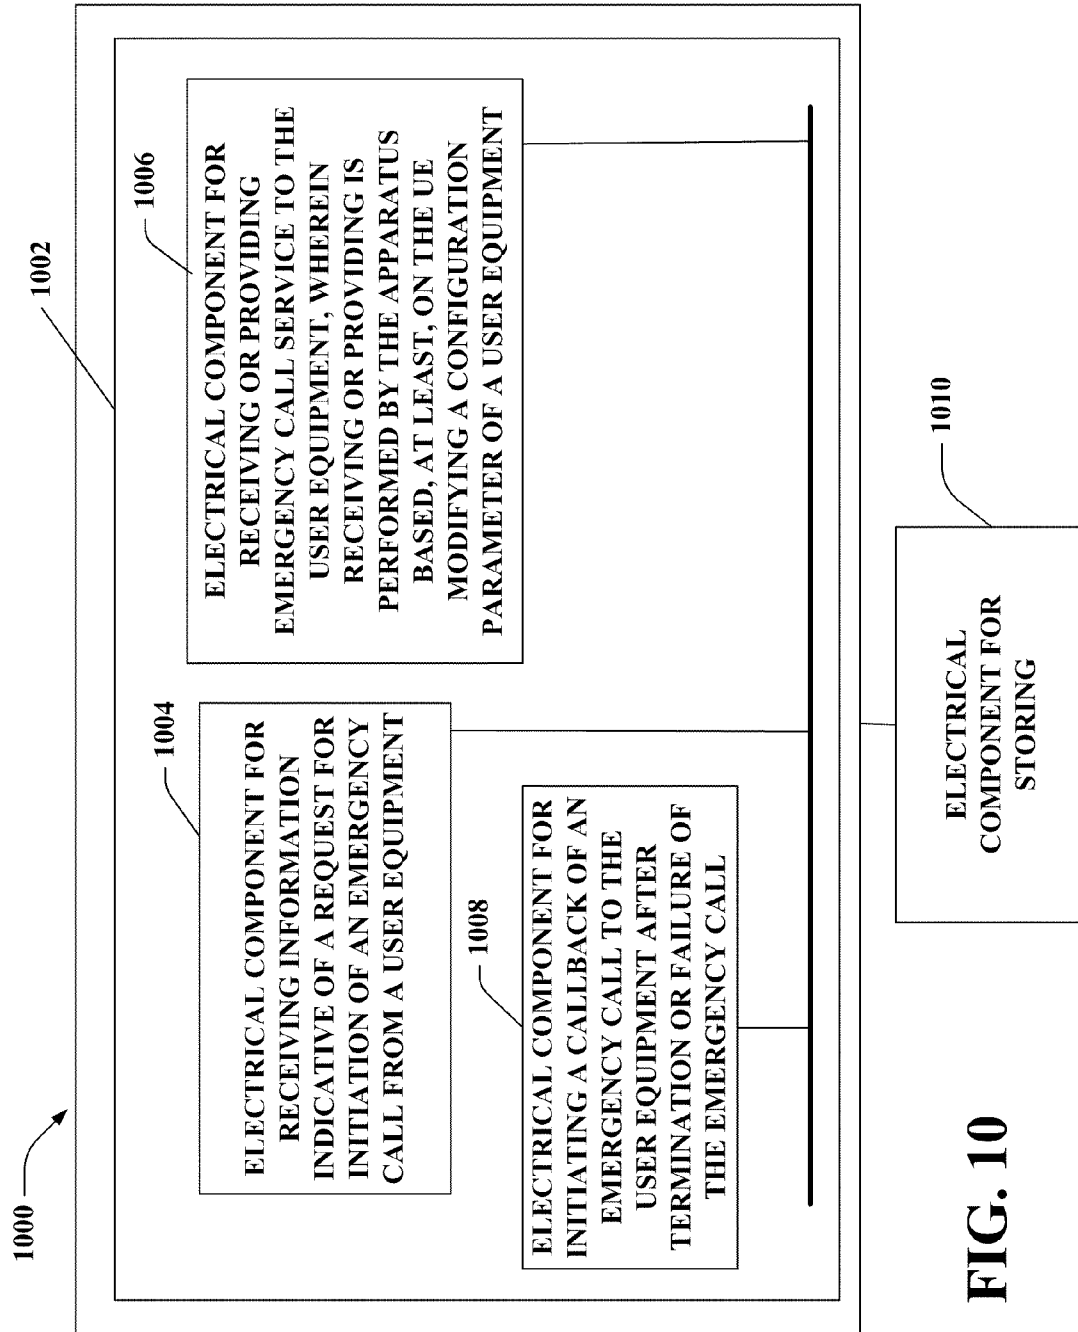 1000
1002
1004
ELECTRICAL COMPONENT FOR
RECEIVING INFORMATION
INDICATIVE OF A REQUEST FOR
INITIATION OF AN EMERGENCY
CALL FROM A USER EQUIPMENT
1006
ELECTRICAL COMPONENT FOR
RECEIVING OR PROVIDING
EMERGENCY CALL SERVICE TO THE
USER EQUIPMENT, WHEREIN
RECEIVING OR PROVIDING IS
PERFORMED BY THE APPARATUS
BASED, AT LEAST, ON THE UE
MODIFYING A CONFIGURATION
PARAMETER OF A USER EQUIPMENT
1008
ELECTRICAL COMPONENT FOR
INITIATING A CALLBACK OF AN
EMERGENCY CALL TO THE
USER EQUIPMENT AFTER
TERMINATION OR FAILURE OF
THE EMERGENCY CALL
1010
ELECTRICAL
COMPONENT FOR
STORING
FIG. 10